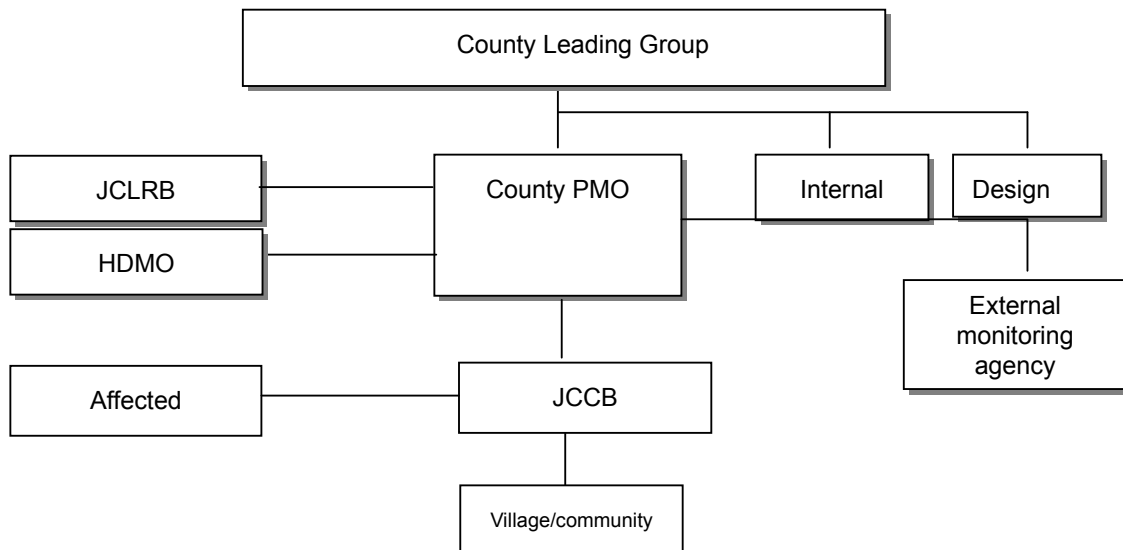 County Leading Group
JCLRB
County PMO
Internal
Design
HDMO
External
monitoring
agency
Affected
JCCB
Village/community